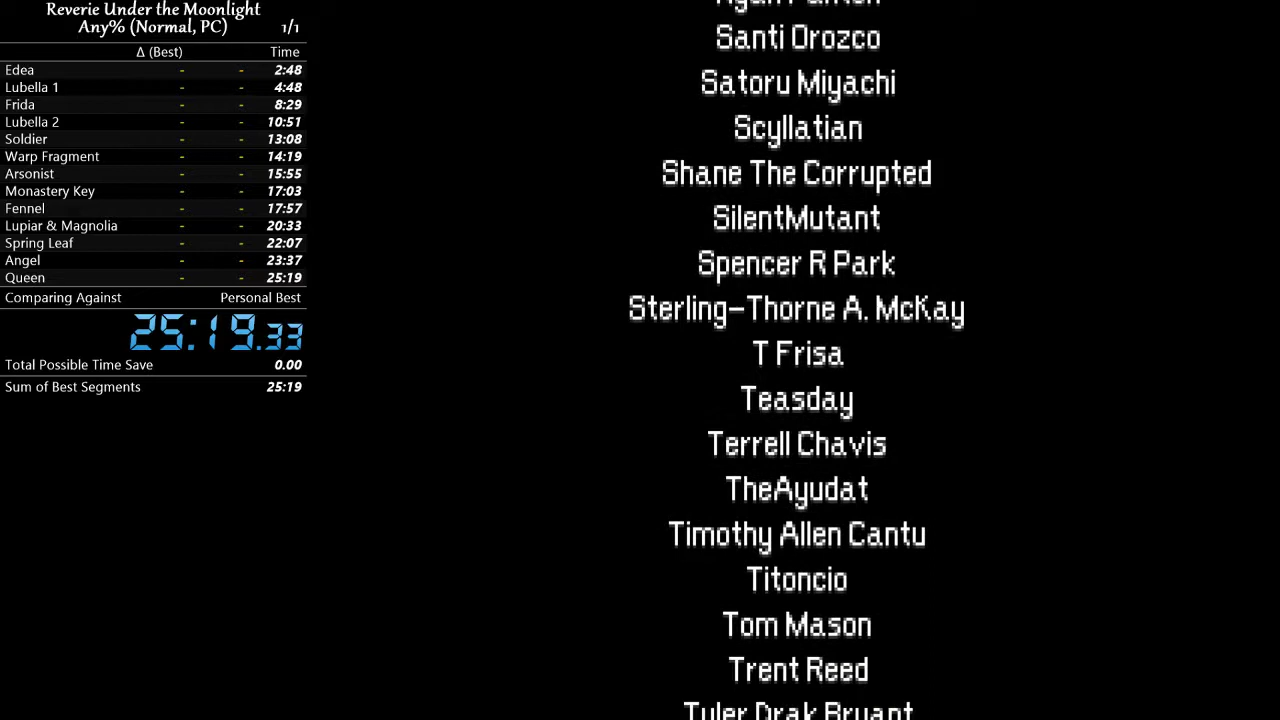 Reverie Under the Moonlight
Any% (Normal, PC) 1/1
Δ (Best) Time
Edea - - 2:48
Lubella 1 - - 4:48
Frida - - 8:29
Lubella 2 - - 10:51
Soldier - - 13:08
Warp Fragment - - 14:19
Arsonist - - 15:55
Monastery Key - - 17:03
Fennel - - 17:57
Lupiar & Magnolia - - 20:33
Spring Leaf - - 22:07
Angel - - 23:37
Queen - - 25:19
Comparing Against Personal Best
25:19.33
Total Possible Time Save 0.00
Sum of Best Segments 25:19
Santi Orozco
Satoru Miyachi
Scyllatian
Shane The Corrupted
SilentMutant
Spencer R Park
Sterling-Thorne A. McKay
T Frisa
Teasday
Terrell Chavis
TheAyudat
Timothy Allen Cantu
Titoncio
Tom Mason
Trent Reed
Tyler Drak Bryant